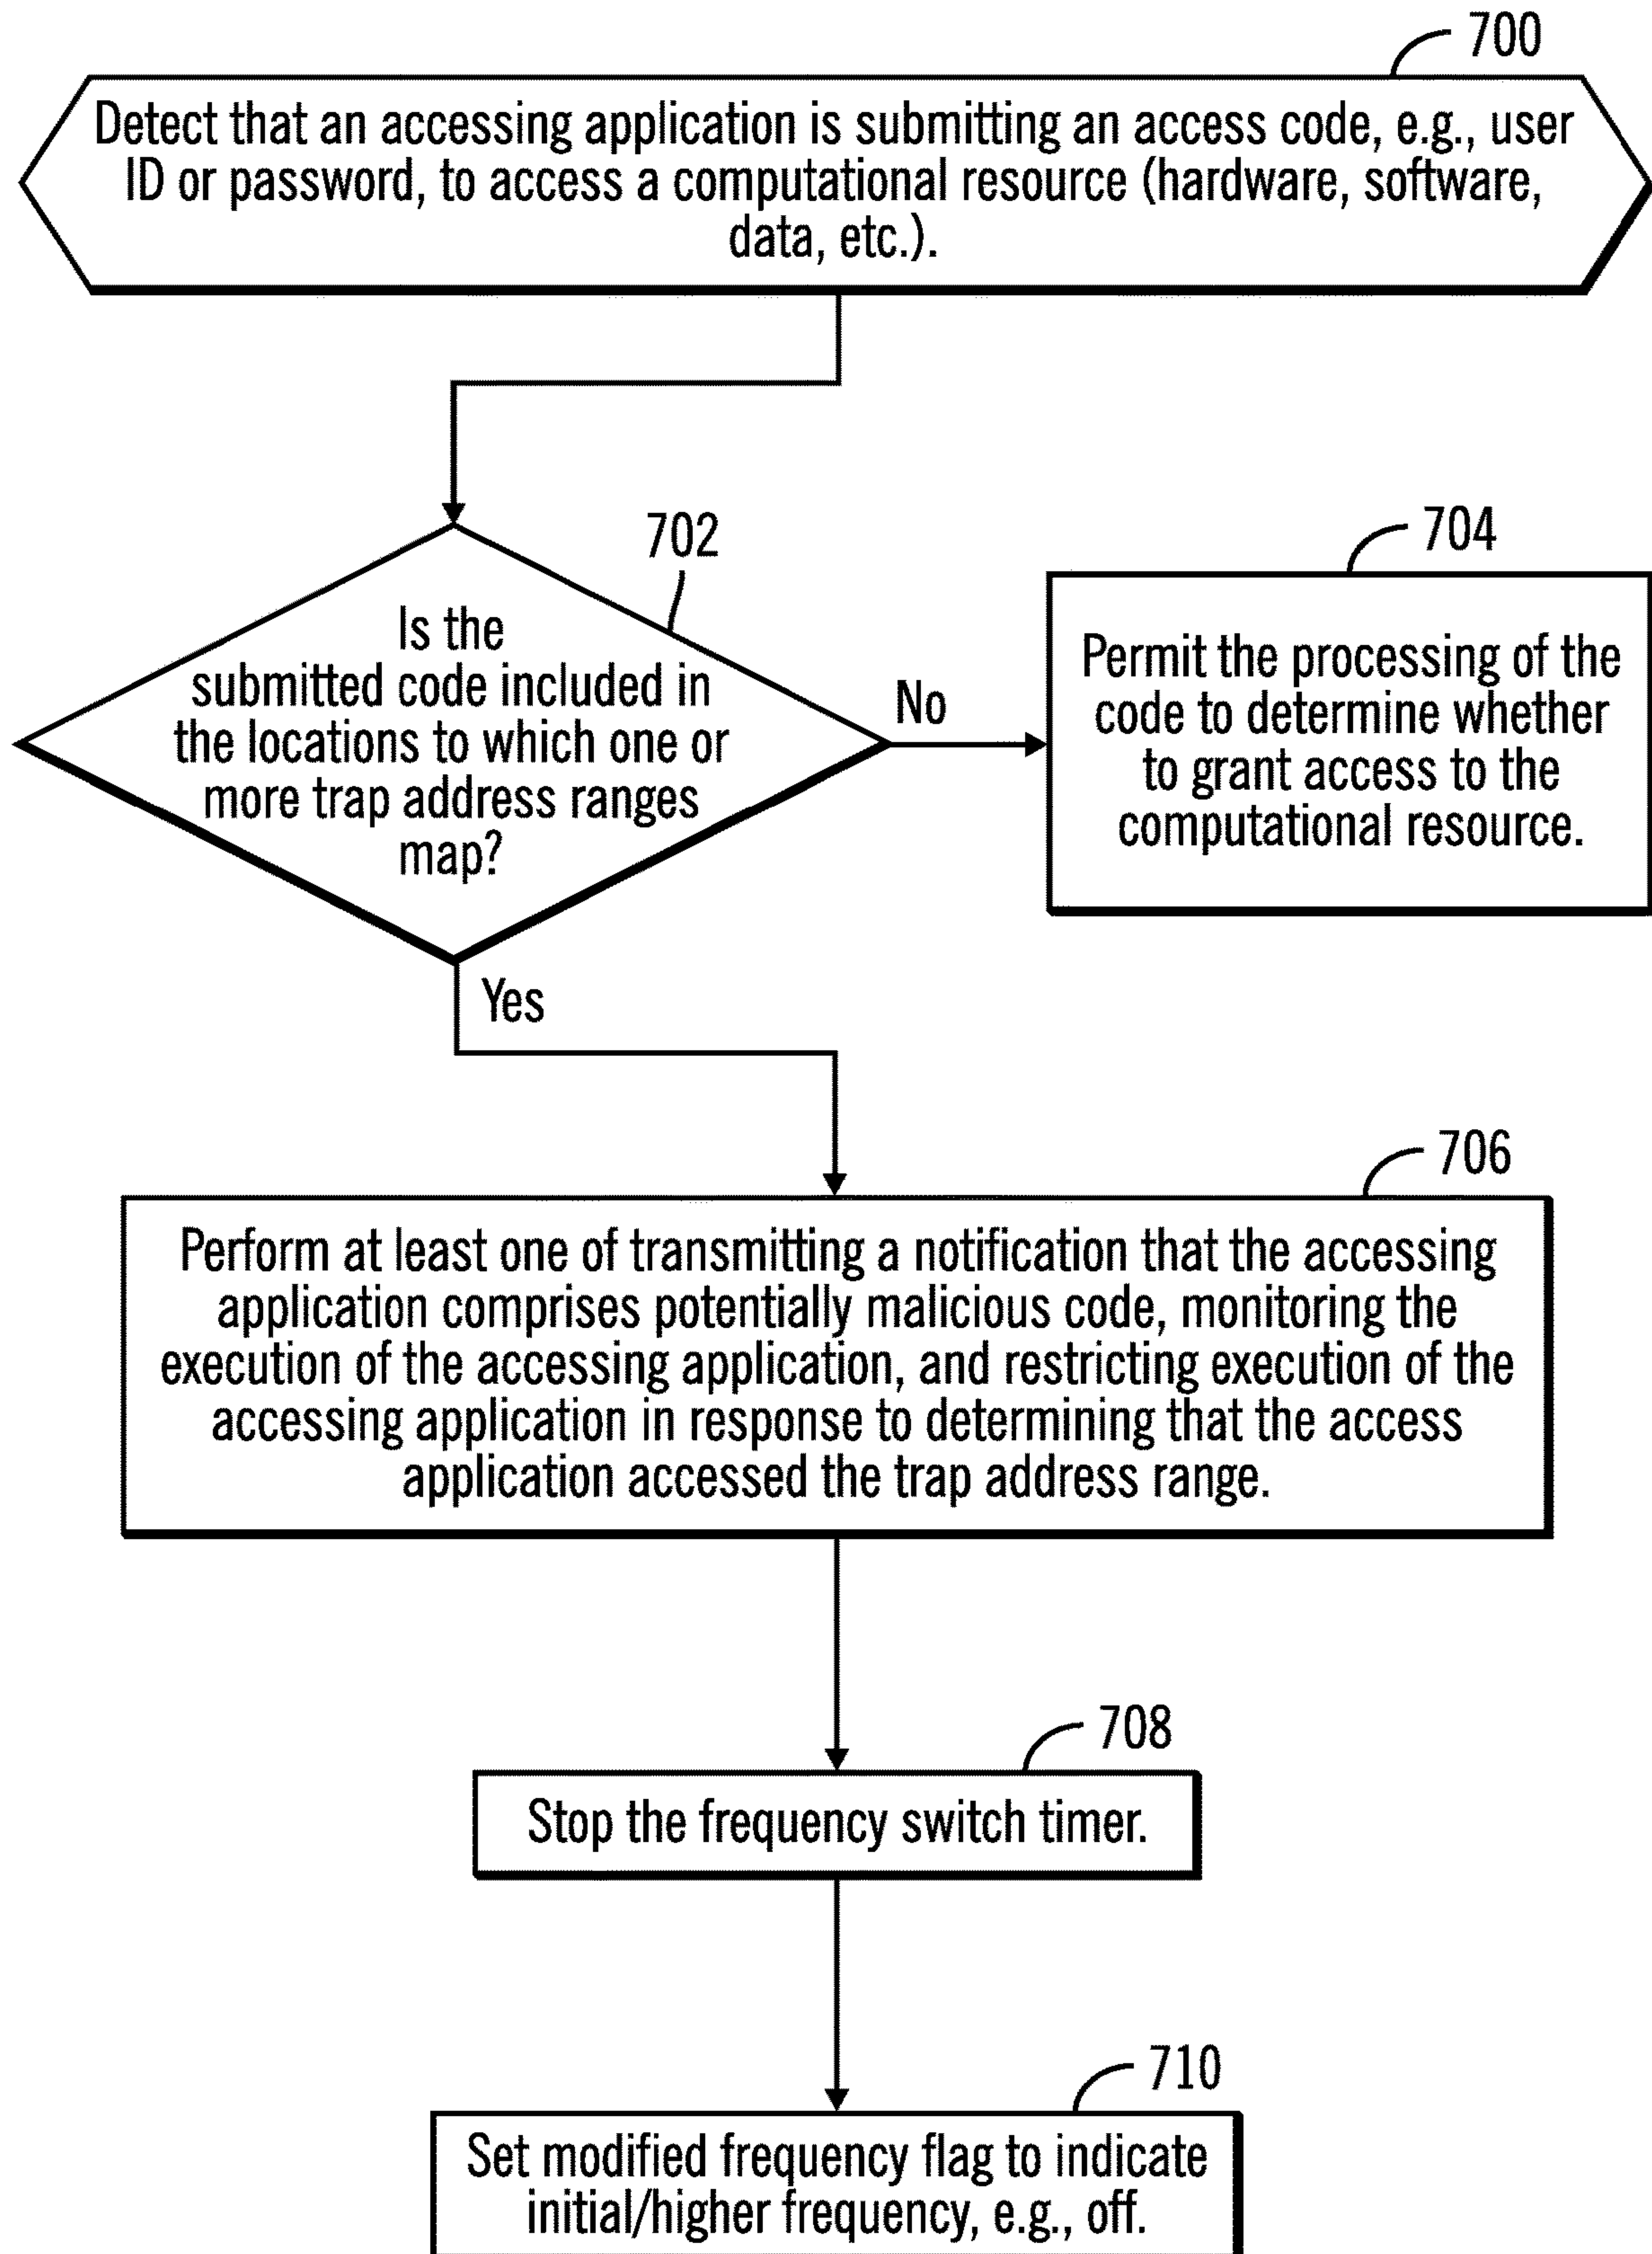 700
Detect that an accessing application is submitting an access code, e.g., user
ID or password, to access a computational resource (hardware, software,
data, etc.).
702
Is the
submitted code included in
the locations to which one or
more trap address ranges
map?
No
704
Permit the processing of the
code to determine whether
to grant access to the
computational resource.
Yes
706
Perform at least one of transmitting a notification that the accessing
application comprises potentially malicious code, monitoring the
execution of the accessing application, and restricting execution of the
accessing application in response to determining that the access
application accessed the trap address range.
708
Stop the frequency switch timer.
710
Set modified frequency flag to indicate
initial/higher frequency, e.g., off.